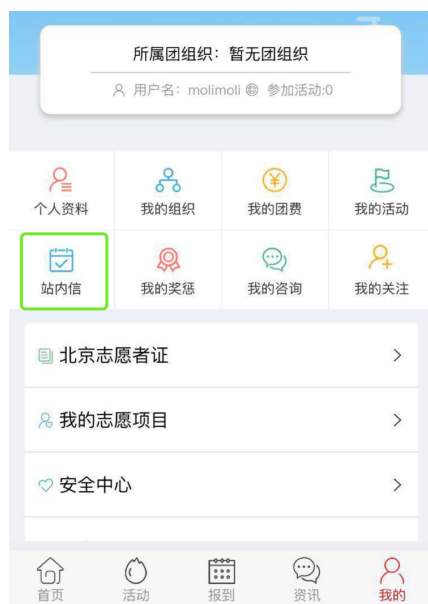 所属团组织：暂无团组织
用户名：molimoli 参加活动:0
个人资料 我的组织 我的团费 我的活动
站内信 我的奖惩 我的咨询 我的关注
北京志愿者证
我的志愿项目
安全中心
首页 活动 报到 资讯 我的